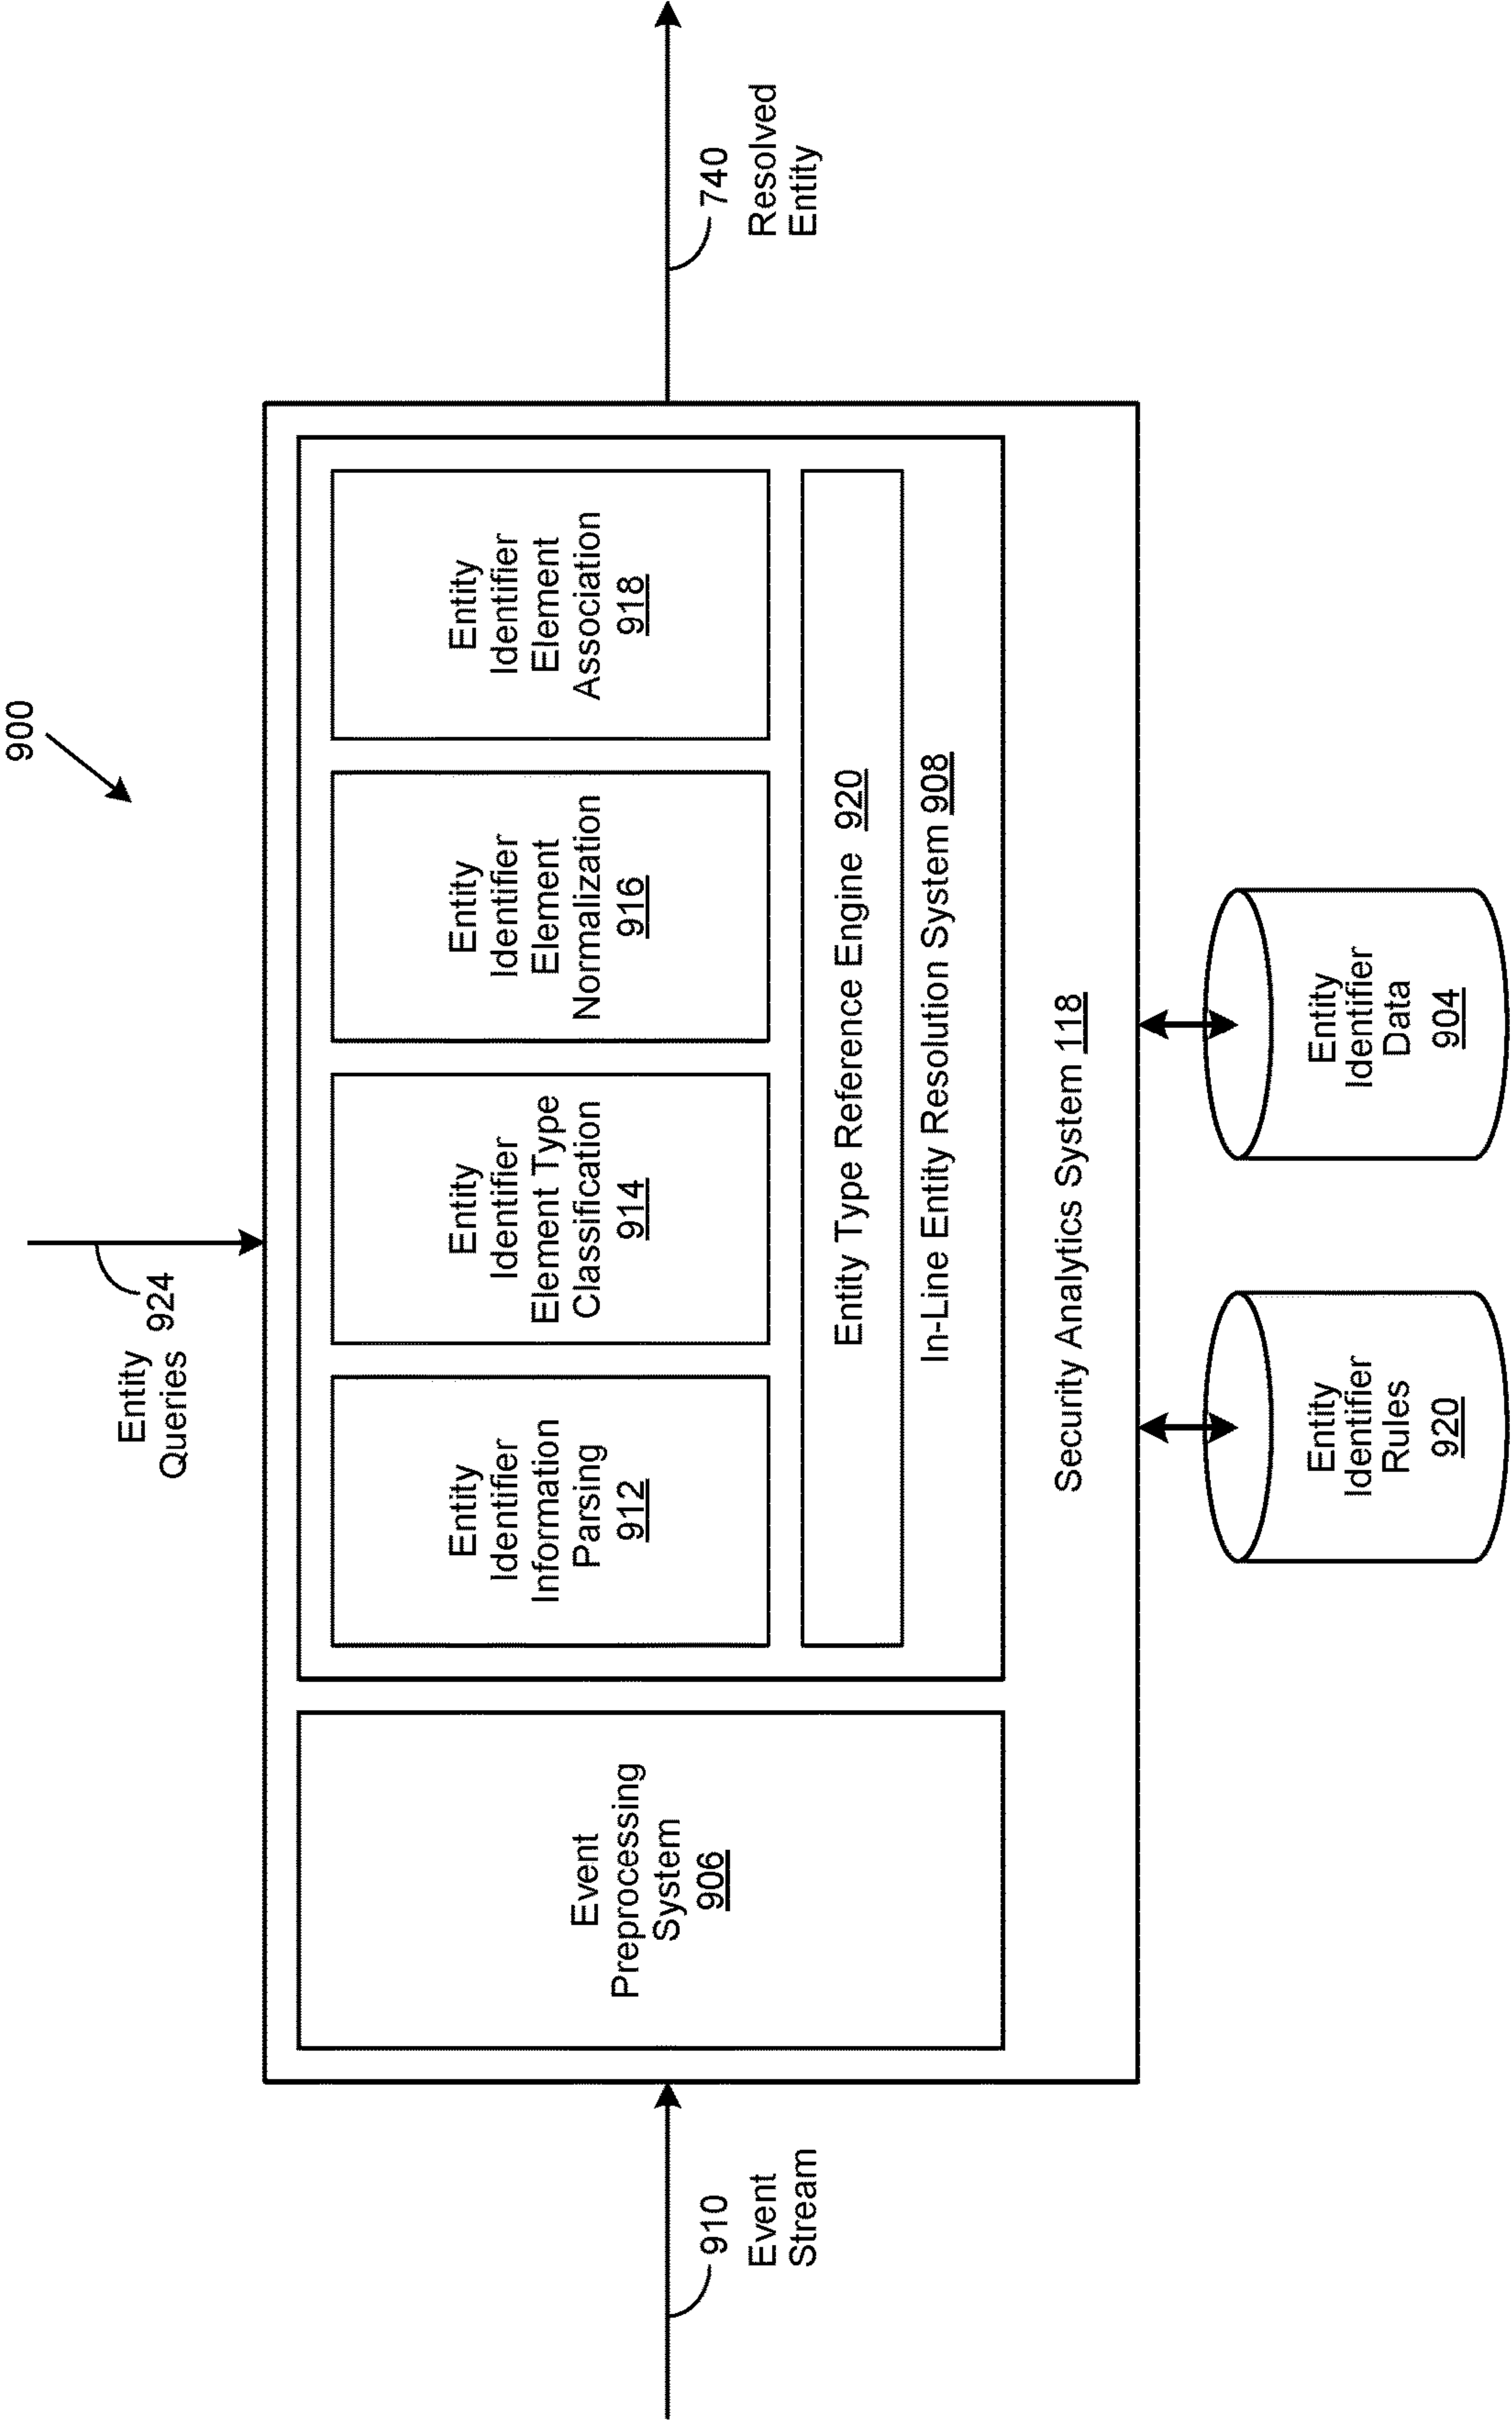 900
Entity
Queries 924
910
Event
Stream
Event
Preprocessing
System
906
Entity
Identifier
Information
Parsing
912
Entity
Identifier
Element Type
Classification
914
Entity
Identifier
Element
Normalization
916
Entity
Identifier
Element
Association
918
Entity Type Reference Engine 920
In-Line Entity Resolution System 908
Security Analytics System 118
740
Resolved
Entity
Entity
Identifier
Rules
920
Entity
Identifier
Data
904